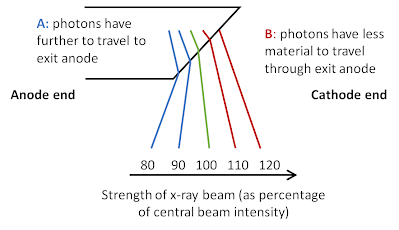 A: photons have
further to travel to
exit anode
B: photons have less
material to travel
through exit anode
Anode end
Cathode end
80 90 100 110 120
Strength of x-ray beam (as percentage
of central beam intensity)